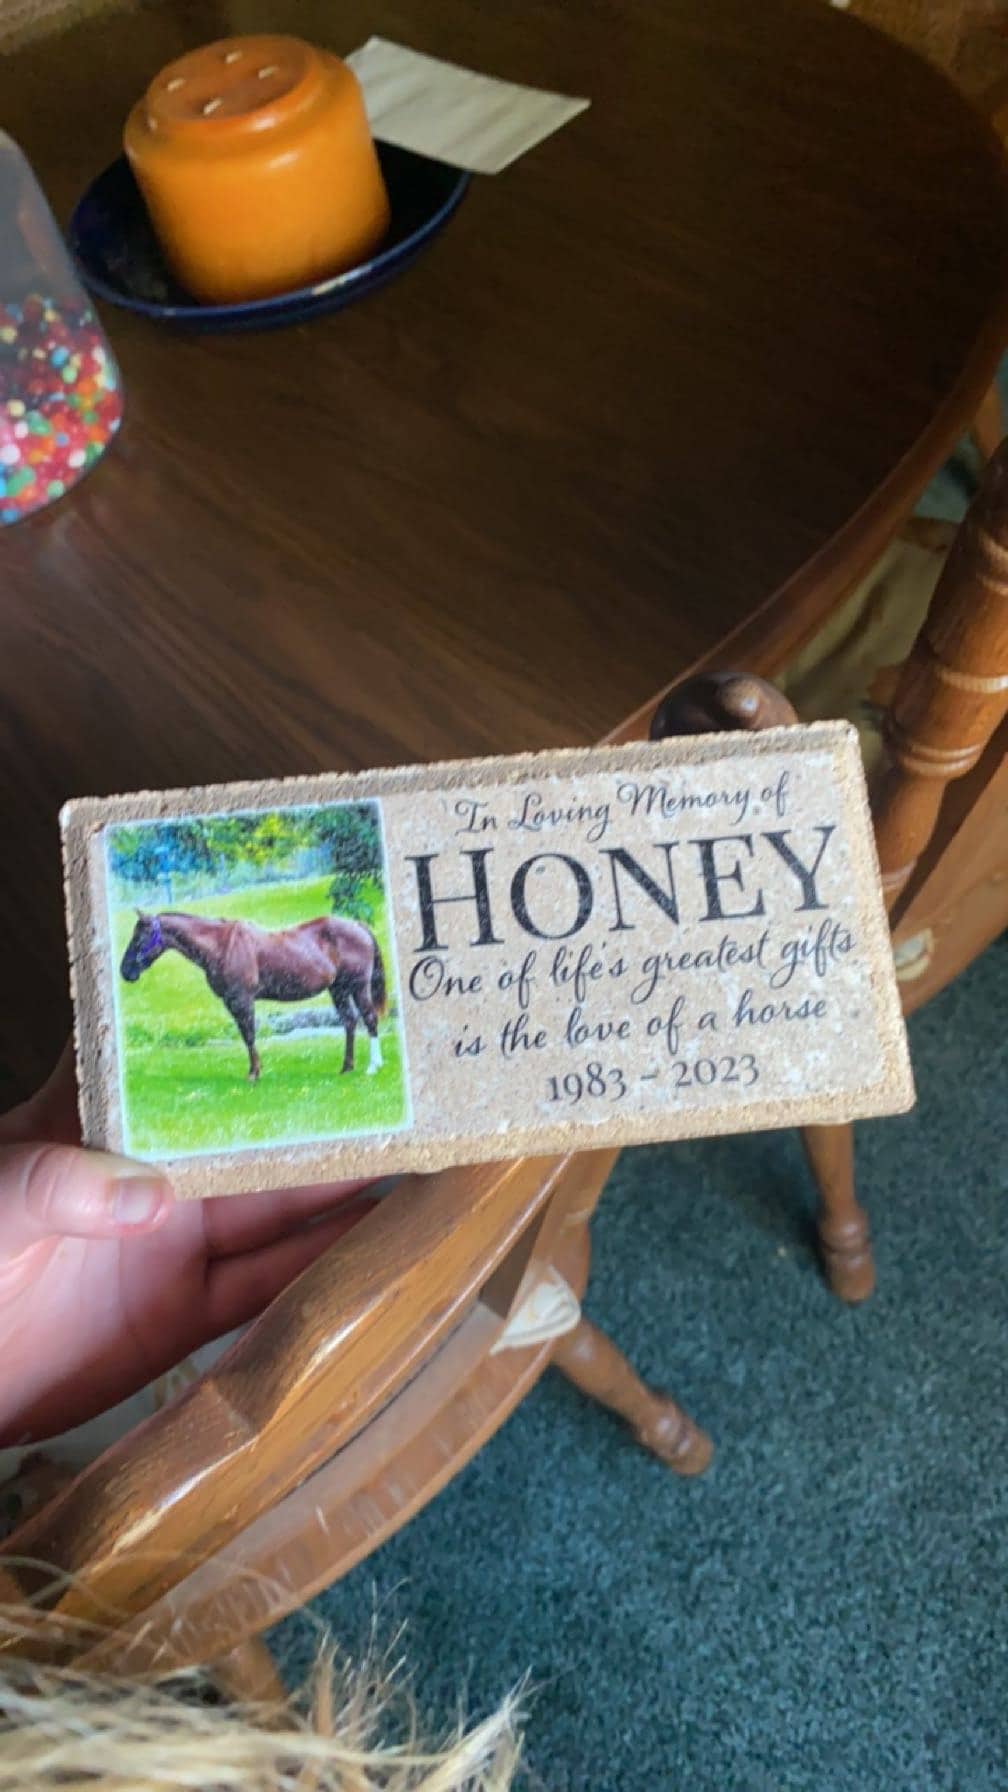 In Loving Memory of
HONEY
One of life's greatest gifts
is the love of a horse
1983 - 2023